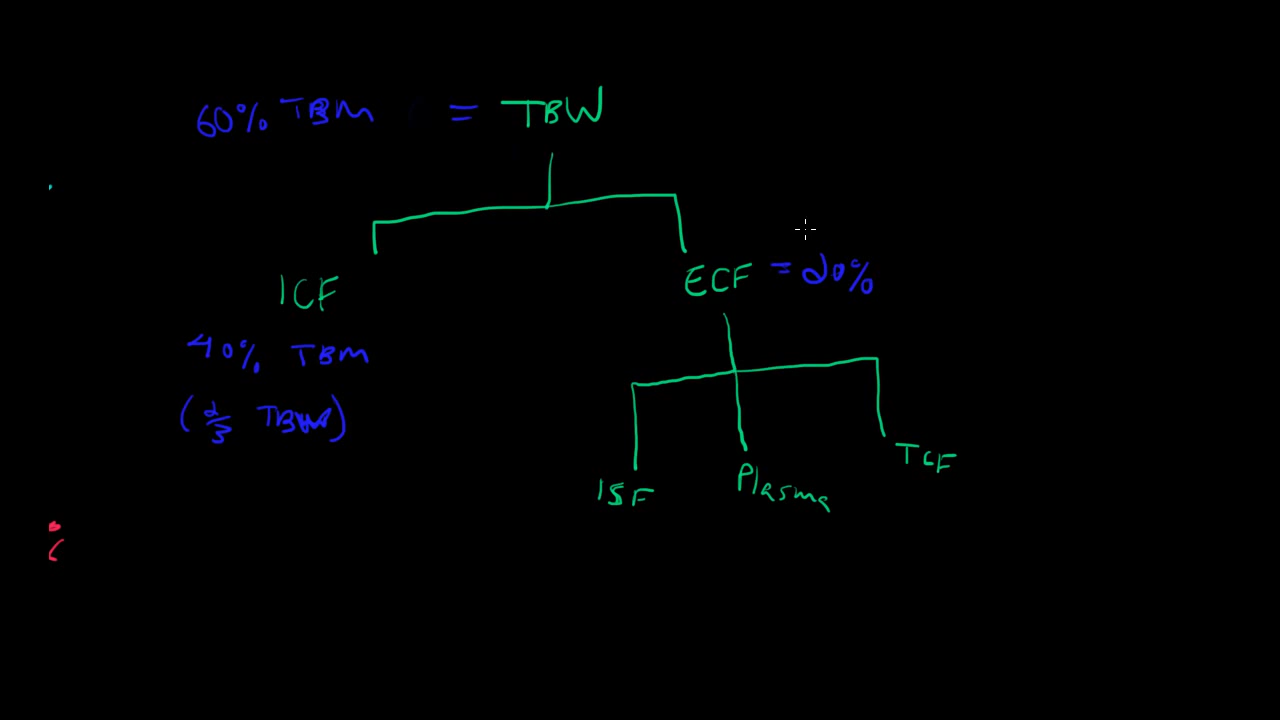 60% TBM = TBW
ICF
ECF = 20%
40% TBM
(2/3 TBW)
ISF
Plasma
TCF